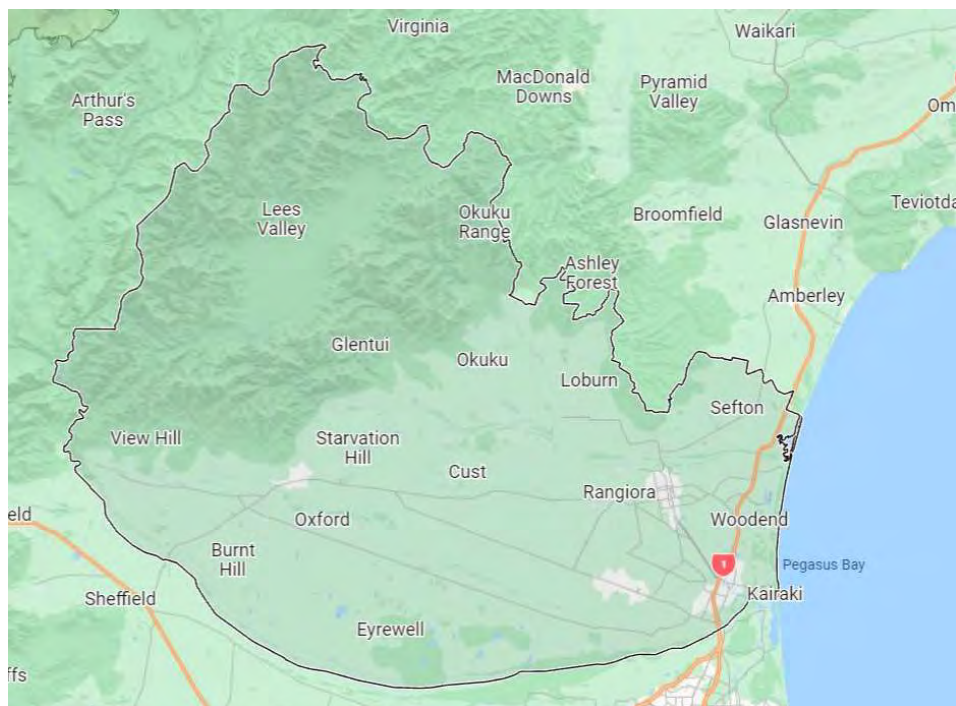 Virginia
Waikari
MacDonald
Downs
Pyramid
Valley
Arthur's
Pass
Om
Teviotda
Lees
Valley
Okuku
Range
Broomfield
Glasnevin
Ashley
Forest
Amberley
Glentui
Okuku
Loburn
Sefton
View Hill
Starvation
Hill
Cust
Rangiora
eld
Oxford
Woodend
Burnt
Hill
1
Pegasus Bay
Sheffield
Kairaki
Eyrewell
ffs